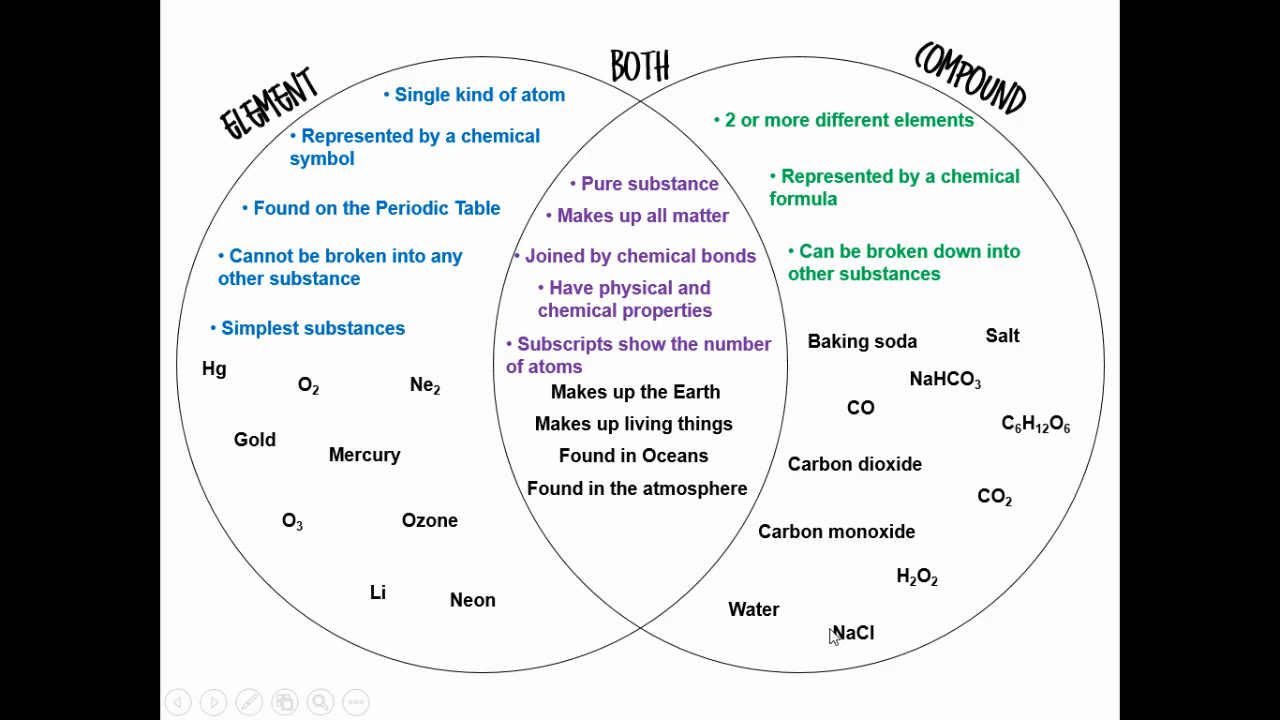 ELEMENT
BOTH
COMPOUND
• Single kind of atom
• Represented by a chemical
symbol
• Found on the Periodic Table
• Cannot be broken into any
other substance
• Simplest substances
Hg
O₂
Ne₂
Gold
Mercury
O₃
Ozone
Li
Neon
• Pure substance
• Makes up all matter
• Joined by chemical bonds
• Have physical and
chemical properties
• Subscripts show the number
of atoms
Makes up the Earth
Makes up living things
Found in Oceans
Found in the atmosphere
• 2 or more different elements
• Represented by a chemical
formula
• Can be broken down into
other substances
Baking soda
Salt
NaHCO₃
CO
C₆H₁₂O₆
Carbon dioxide
CO₂
Carbon monoxide
H₂O₂
Water
NaCl